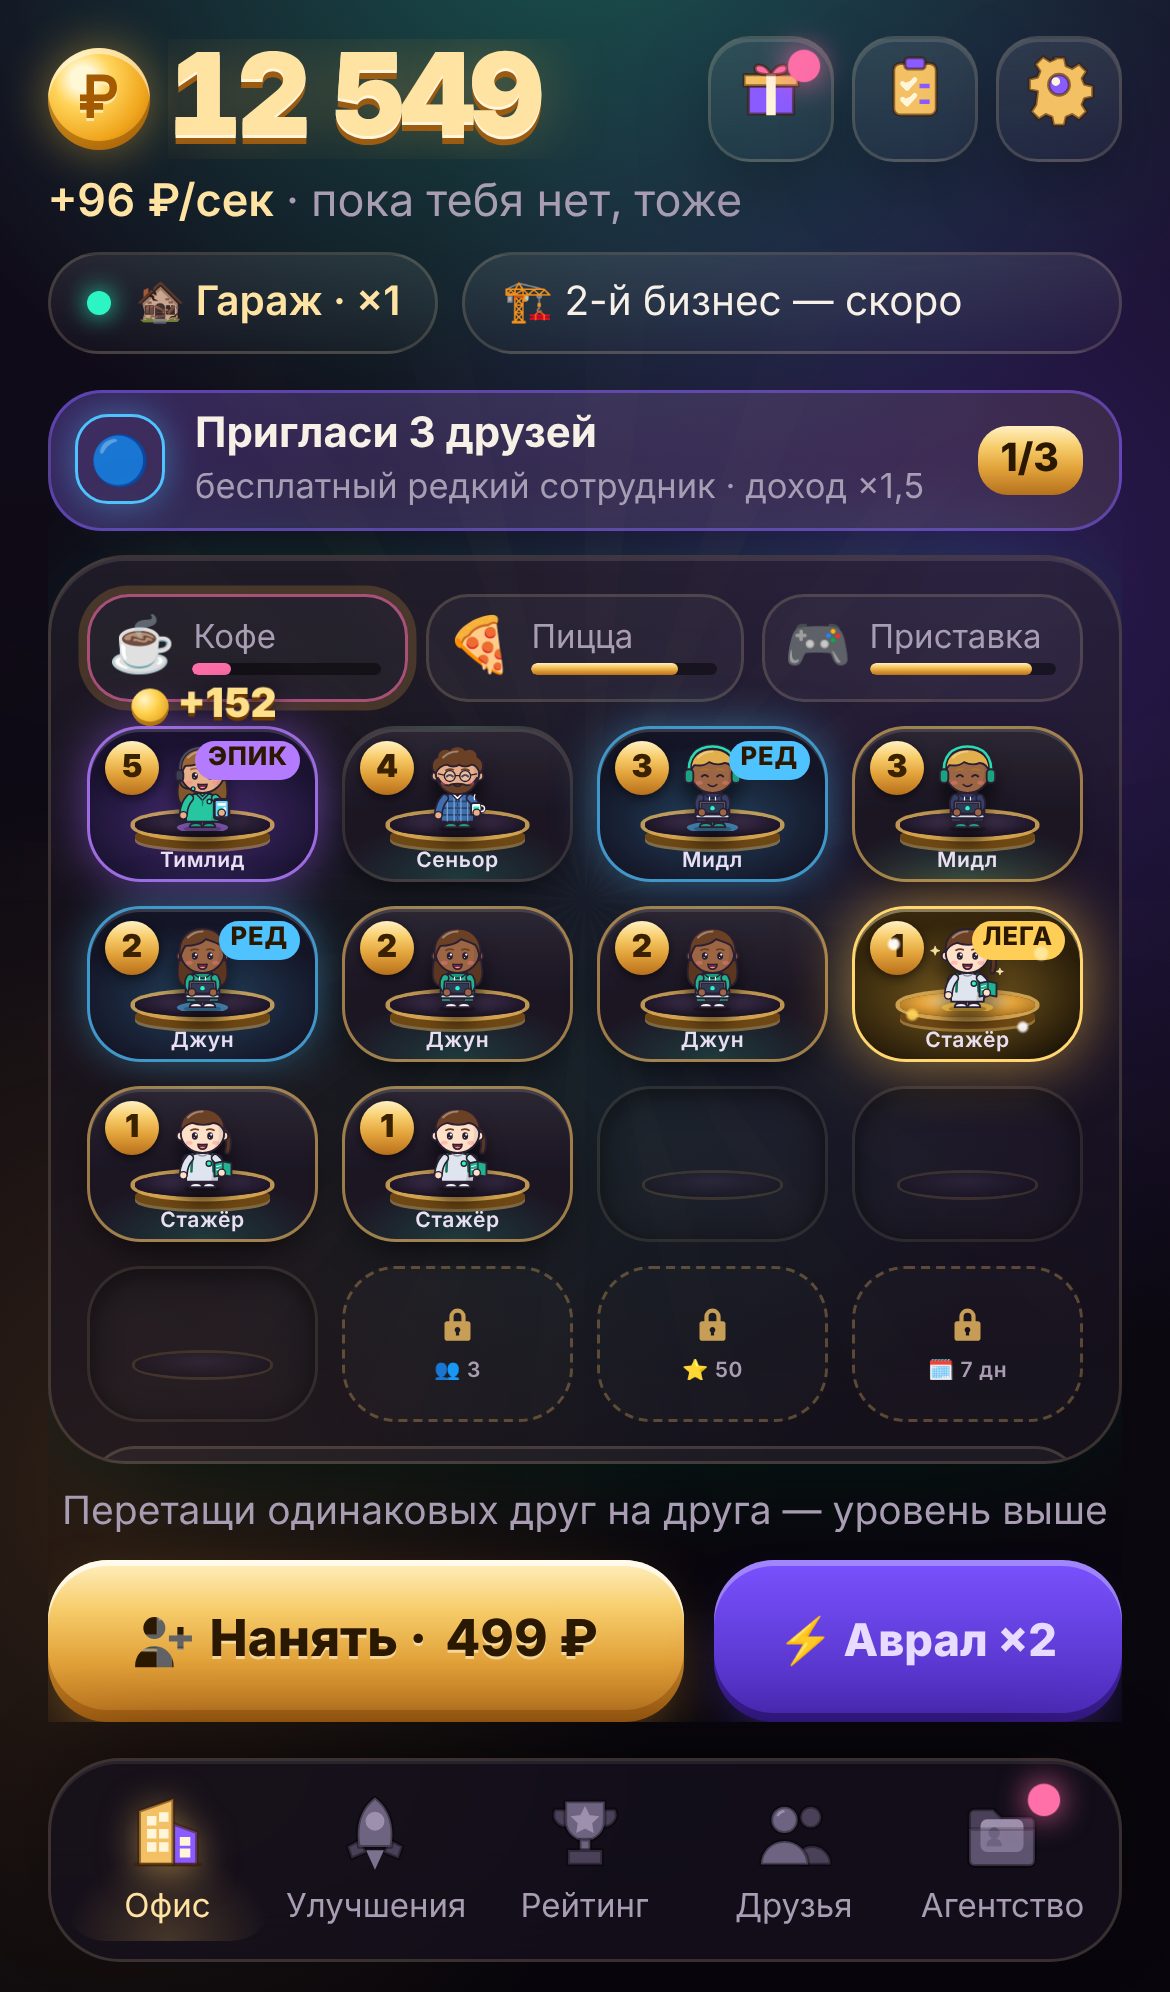 ₽ 12 549
+96 ₽/сек · пока тебя нет, тоже
Гараж · ×1
2-й бизнес — скоро
Пригласи 3 друзей
бесплатный редкий сотрудник · доход ×1,5
1/3
Кофе
Пицца
Приставка
+152
5 ЭПИК
Тимлид
4
Сеньор
3 РЕД
Мидл
3
Мидл
2 РЕД
Джун
2
Джун
2
Джун
1 ЛЕГА
Стажёр
1
Стажёр
1
Стажёр
3
50
7 дн
Перетащи одинаковых друг на друга — уровень выше
Нанять · 499 ₽
Аврал ×2
Офис
Улучшения
Рейтинг
Друзья
Агентство